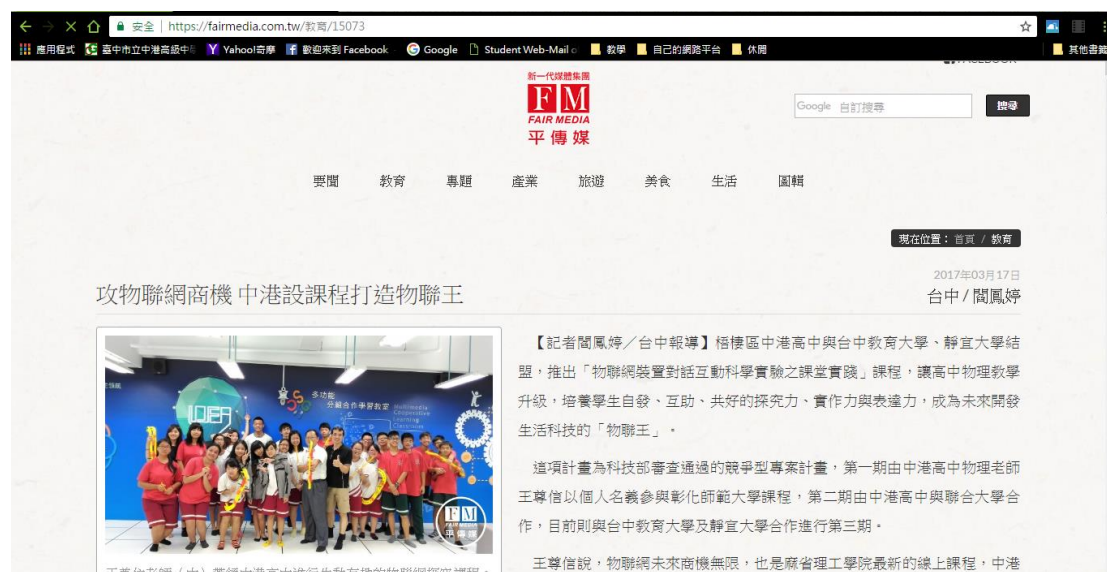 安全 | https://fairmedia.com.tw/教育/15073
應用程式 臺中市立中港高級中 Yahoo!奇摩 歡迎來到 Facebook Google Student Web-Mail 教學 自己的網路平台 休閒 其他書籤
FACEBOOK
新一代媒體集團
FM
FAIR MEDIA
平傳媒
Google 自訂搜尋
搜尋
要聞 教育 專題 產業 旅遊 美食 生活 圖輯
現在位置：首頁 / 教育
2017年03月17日
攻物聯網商機 中港設課程打造物聯王
台中 / 閻鳳婷
多功能
分組合作學習教室
Multimedia
Cooperative
Learning
Classroom
IDEA
FM
FAIR MEDIA
平傳媒
【記者閻鳳婷／台中報導】梧棲區中港高中與台中教育大學、靜宜大學結
盟，推出「物聯網裝置對話互動科學實驗之課堂實踐」課程，讓高中物理教學
升級，培養學生自發、互助、共好的探究力、實作力與表達力，成為未來開發
生活科技的「物聯王」。
這項計畫為科技部審查通過的競爭型專案計畫，第一期由中港高中物理老師
王尊信以個人名義參與彰化師範大學課程，第二期由中港高中與聯合大學合
作，目前則與台中教育大學及靜宜大學合作進行第三期。
王尊信說，物聯網未來商機無限，也是麻省理工學院最新的線上課程，中港